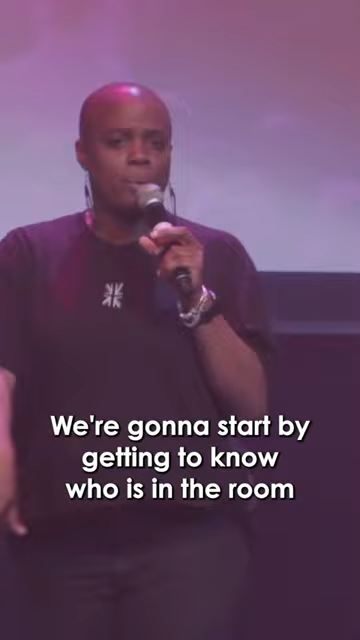 We're gonna start by
getting to know
who is in the room